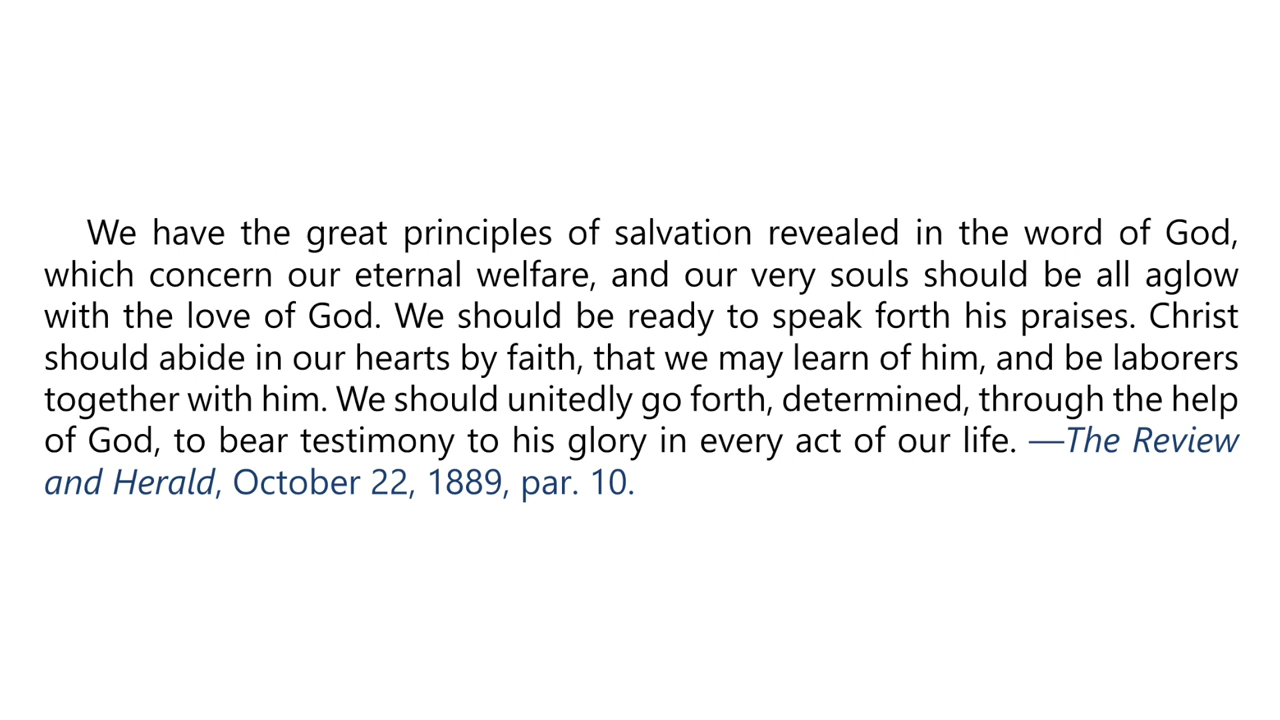 We have the great principles of salvation revealed in the word of God,
which concern our eternal welfare, and our very souls should be all aglow
with the love of God. We should be ready to speak forth his praises. Christ
should abide in our hearts by faith, that we may learn of him, and be laborers
together with him. We should unitedly go forth, determined, through the help
of God, to bear testimony to his glory in every act of our life. —The Review
and Herald, October 22, 1889, par. 10.